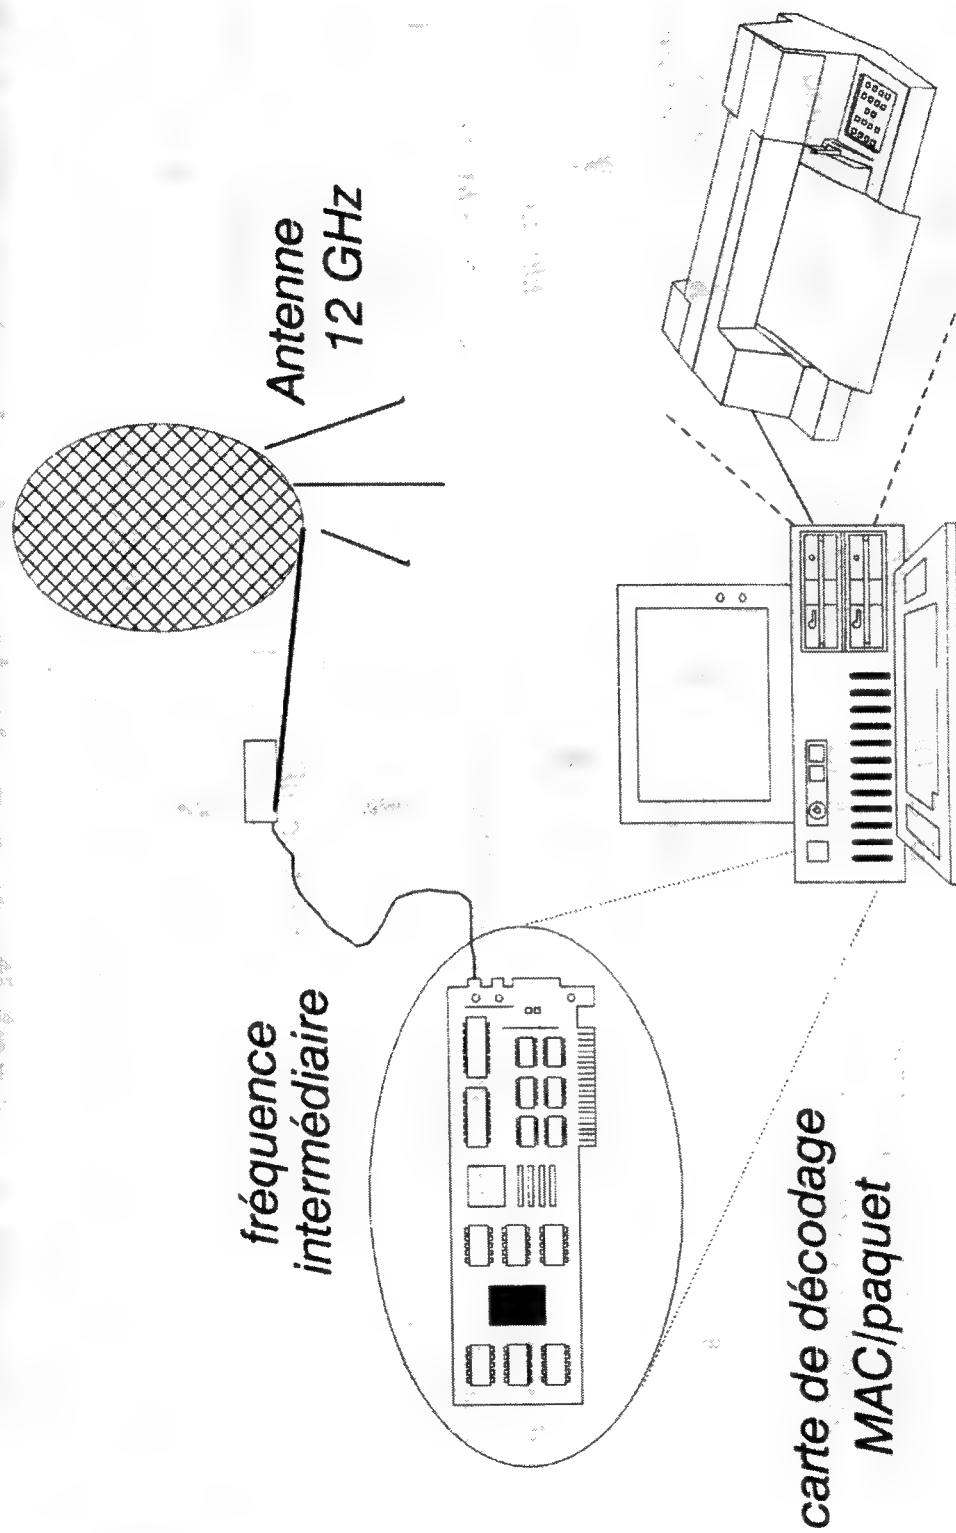 Antenne
12 GHz
fréquence
intermédiaire
carte de décodage
MAC/paquet